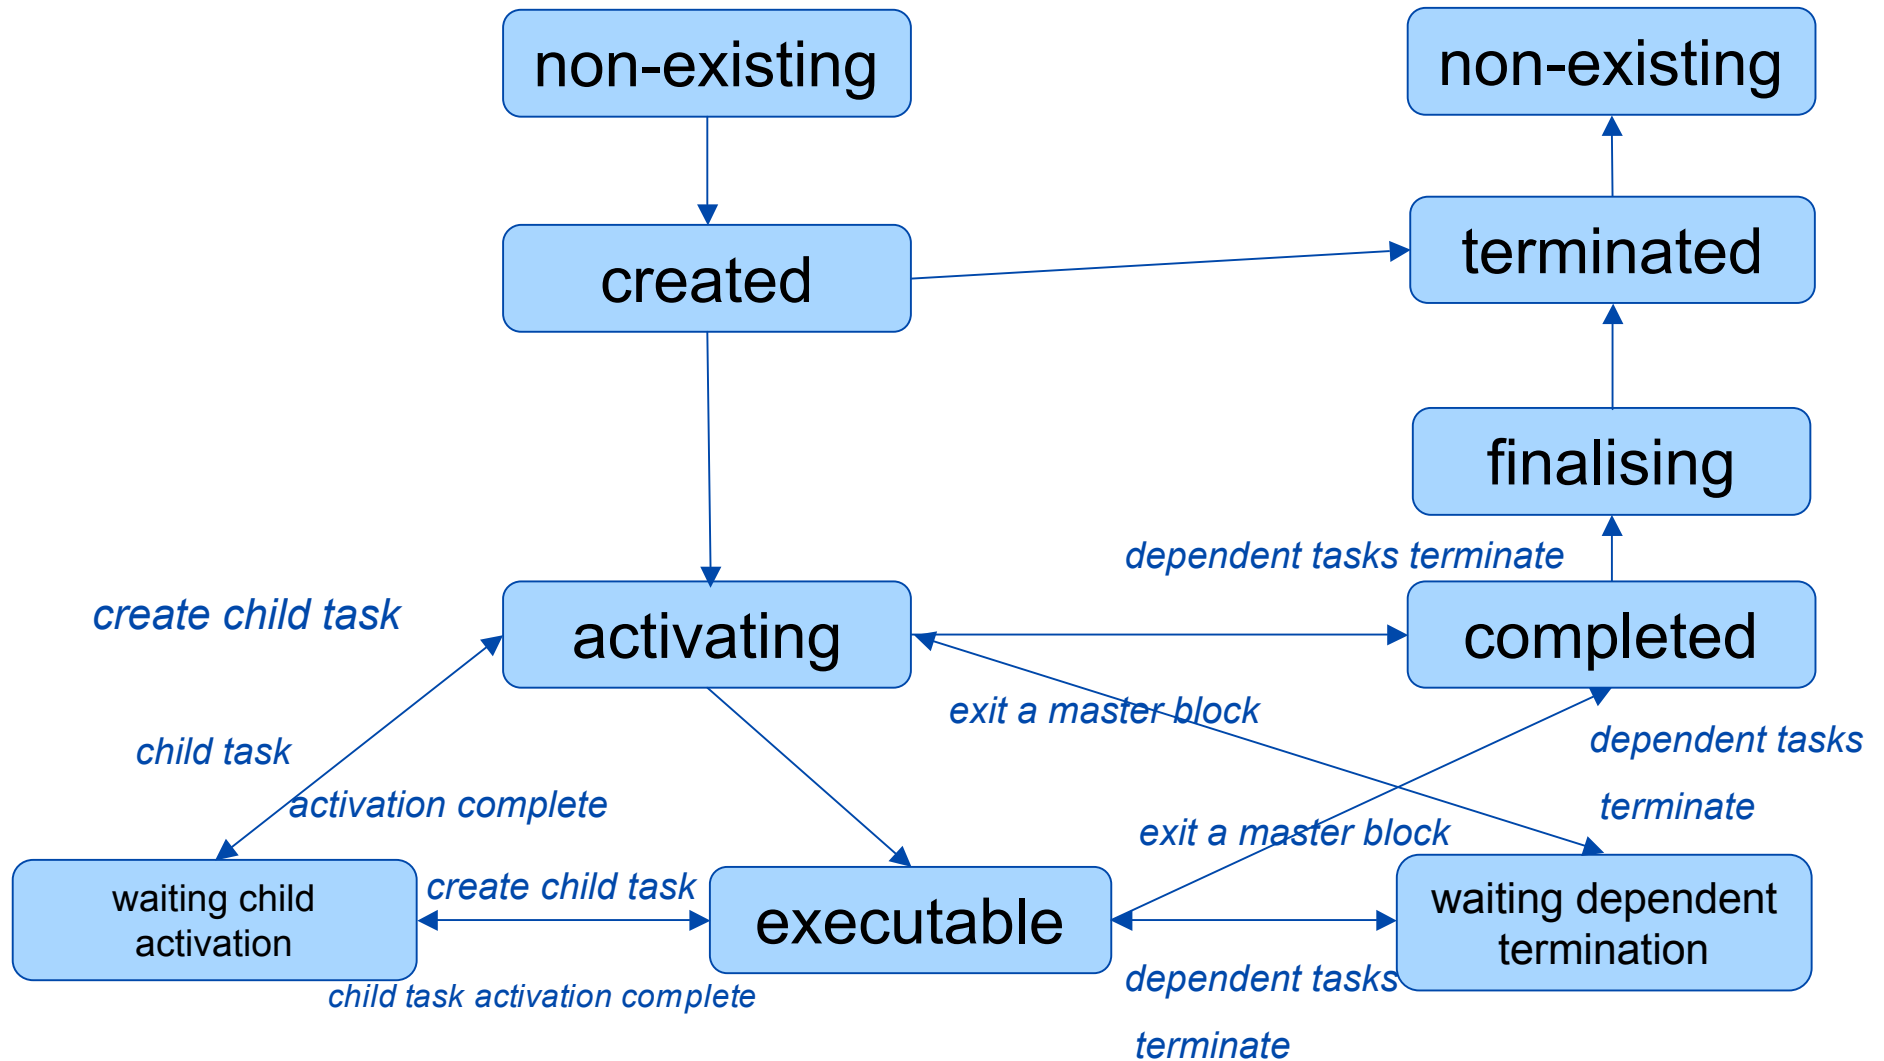 non-existing
non-existing
created
terminated
finalising
dependent tasks terminate
create child task
activating
completed
exit a master block
dependent tasks
terminate
child task
activation complete
exit a master block
waiting child
activation
create child task
executable
waiting dependent
termination
child task activation complete
dependent tasks
terminate